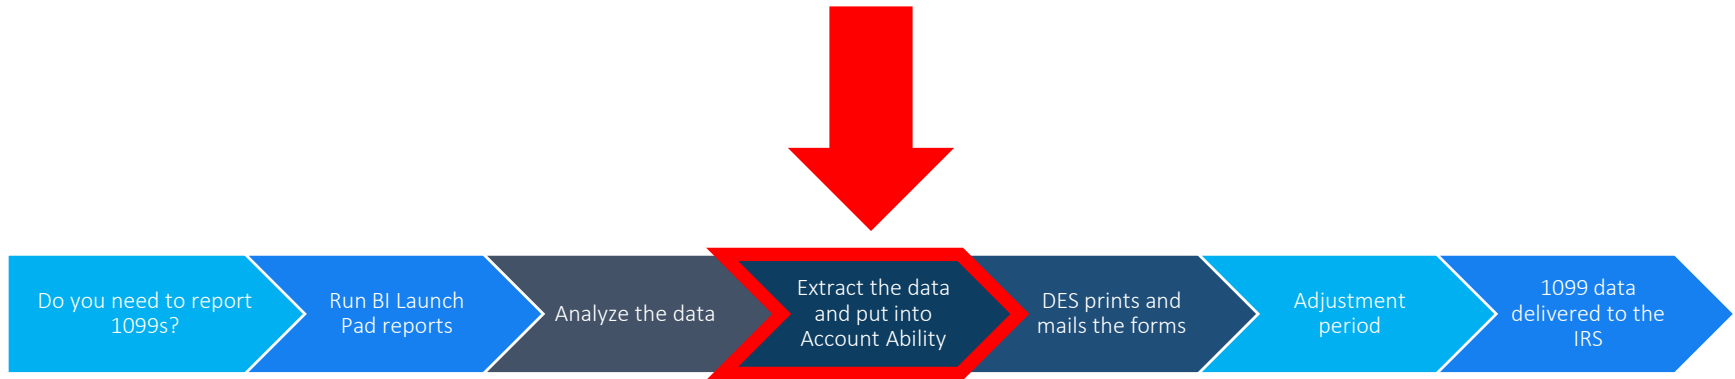 Do you need to report
1099s?
Run BI Launch
Pad reports
Analyze the data
Extract the data
and put into
Account Ability
DES prints and
mails the forms
Adjustment
period
1099 data
delivered to the
IRS